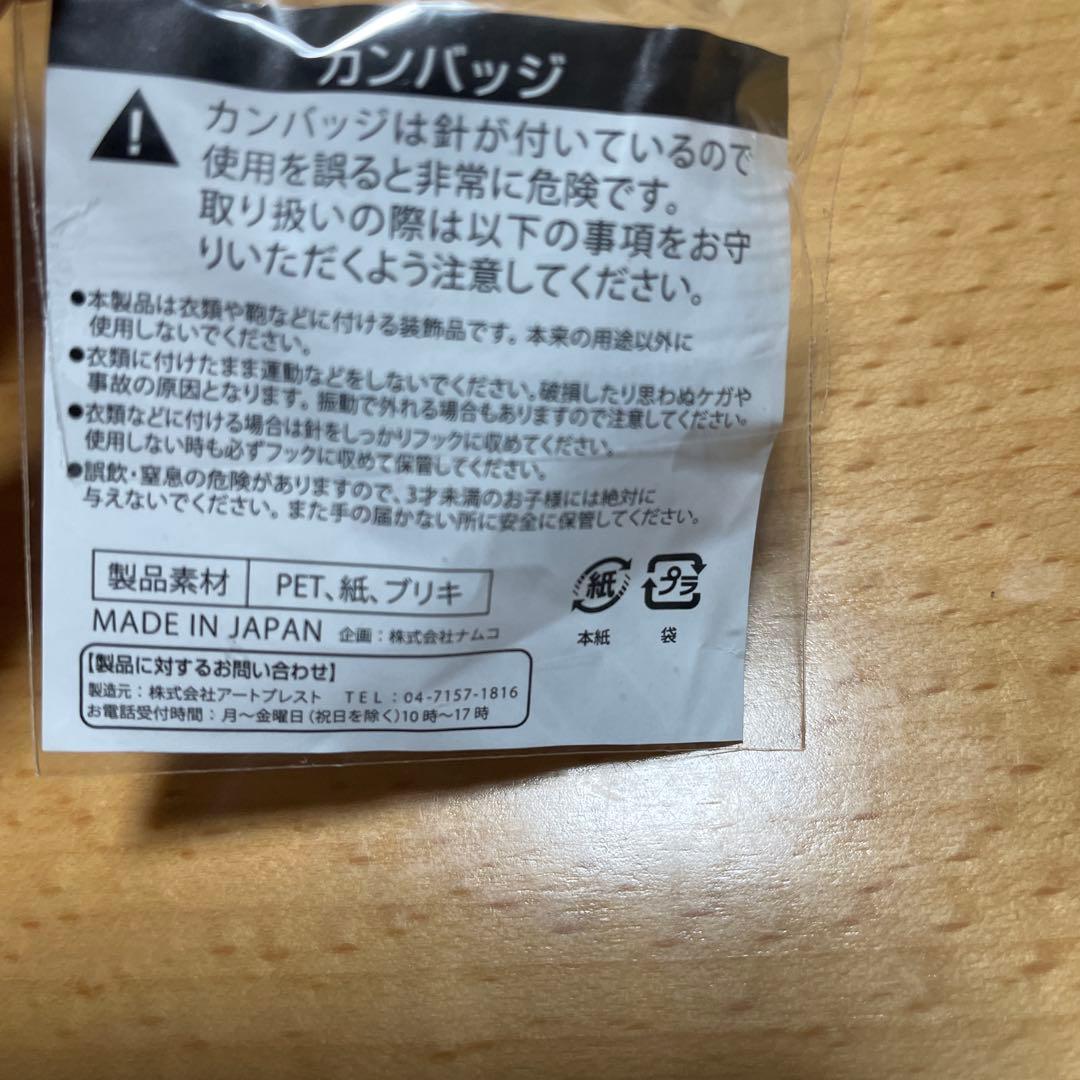 カンバッジ
カンバッジは針が付いているので
使用を誤ると非常に危険です。
取り扱いの際は以下の事項をお守
りいただくよう注意してください。
●本製品は衣類や鞄などに付ける装飾品です。本来の用途以外に
使用しないでください。
●衣類に付けたまま運動などをしないでください。破損したり思わぬケガや
事故の原因となります。振動で外れる場合もありますので注意してください。
●衣類などに付ける場合は針をしっかりフックに収めてください。
使用しない時も必ずフックに収めて保管してください。
●誤飲・窒息の危険がありますので、3才未満のお子様には絶対に
与えないでください。また手の届かない所に安全に保管してください。
製品素材 PET、紙、ブリキ
紙 プラ
MADE IN JAPAN 企画：株式会社ナムコ
本紙 袋
【製品に対するお問い合わせ】
製造元：株式会社アートプレスト TEL：04-7157-1816
お電話受付時間：月〜金曜日（祝日を除く）10時〜17時